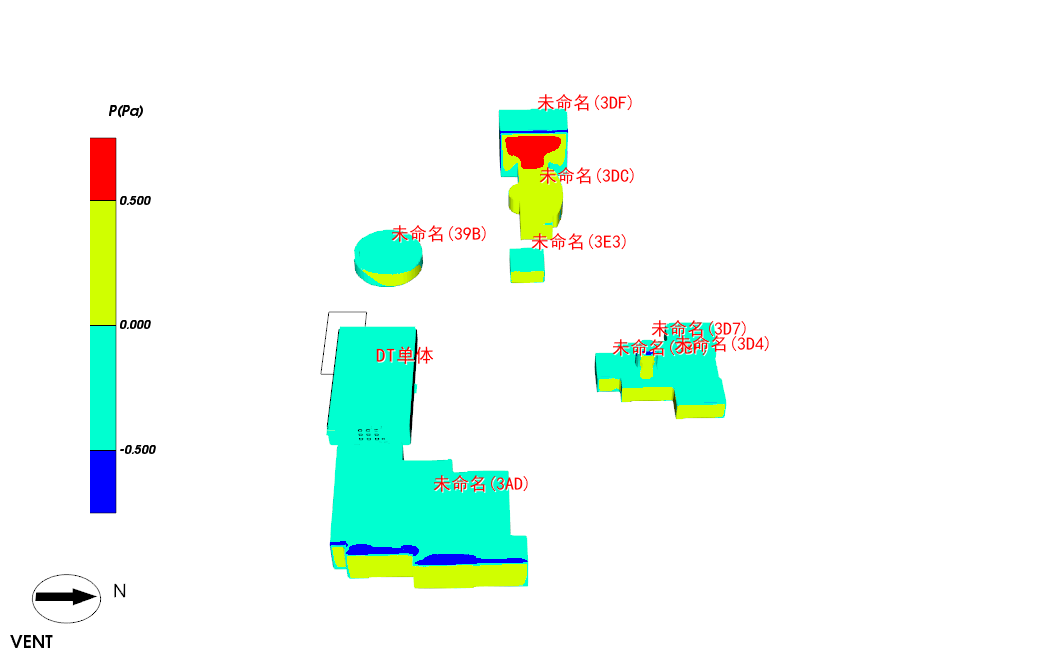 P(Pa)
0.500
0.000
-0.500
未命名(3DF)
未命名(3DC)
未命名(39B)
未命名(3E3)
未命名(3D7)
未命名(3D4)
DT单体
未命名(3AD)
N
VENT